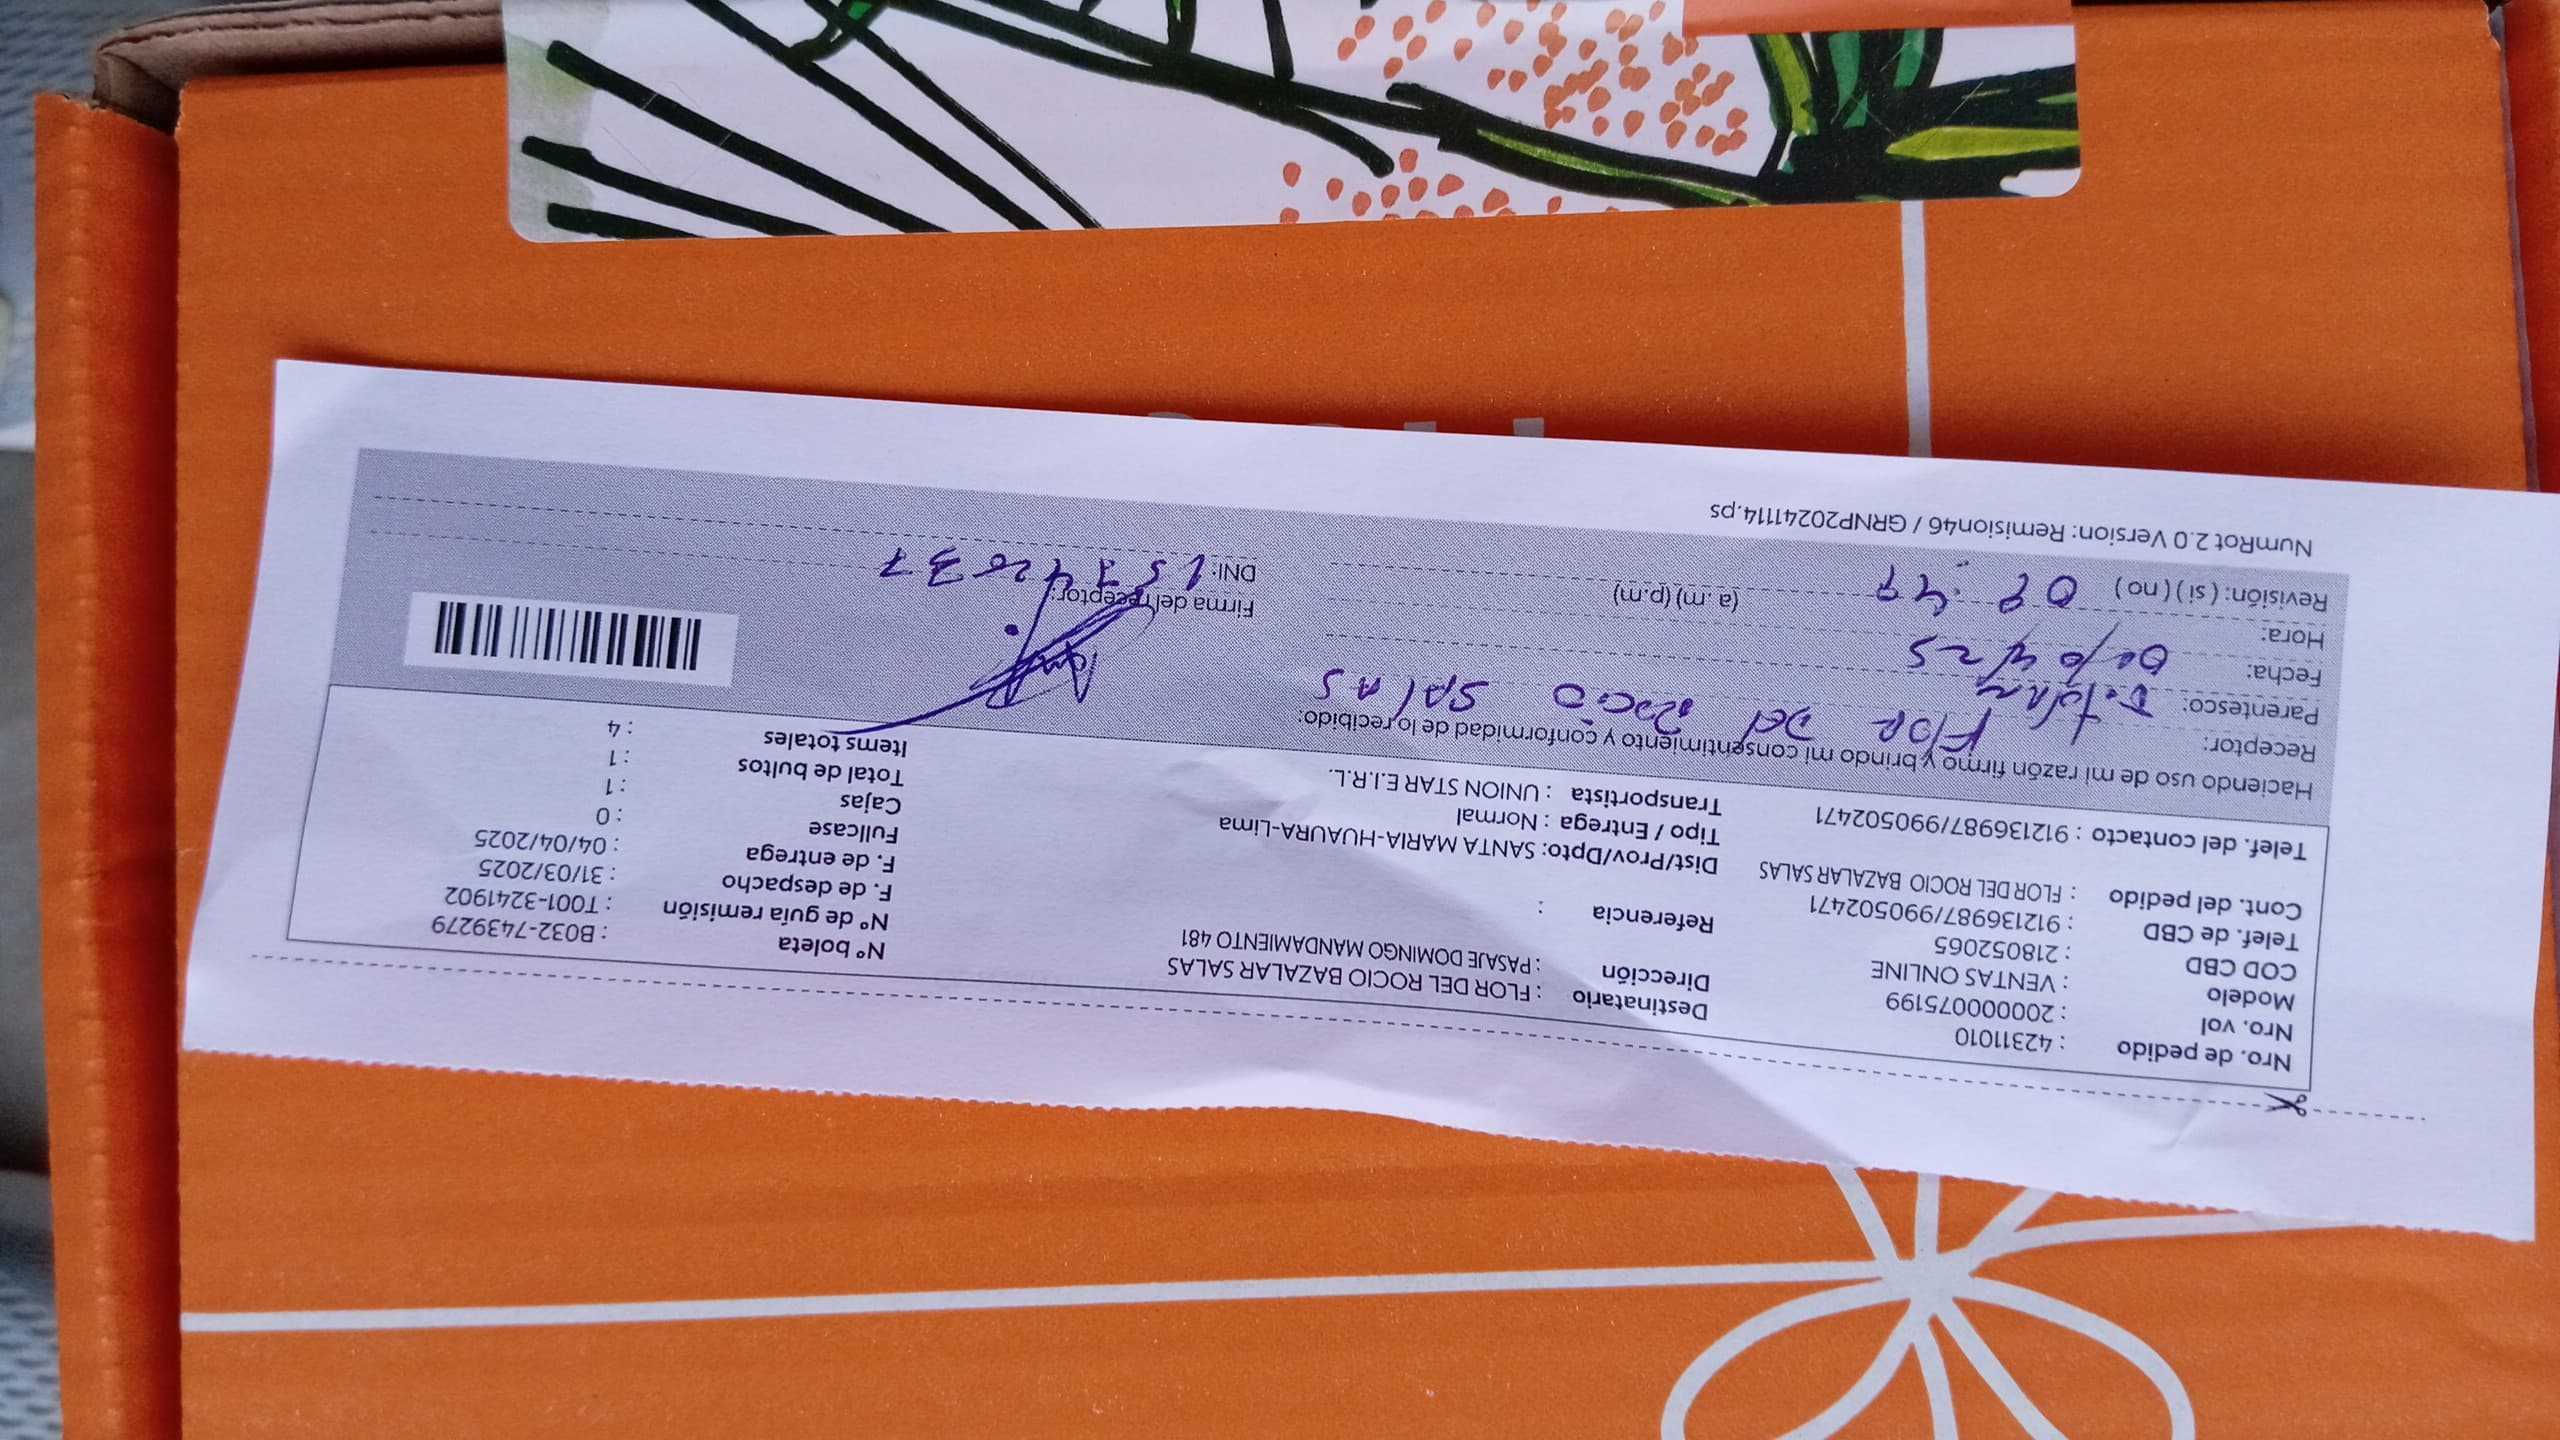 Nro. de pedido : 42311010
Nro. vol : 20000075199
Modelo : VENTAS ONLINE
COD CBD : 218052065
Telef. de CBD : 912136987/990502471
Cont. del pedido : FLOR DEL ROCIO BAZALAR SALAS
Telef. del contacto : 912136987/990502471
Destinatario : FLOR DEL ROCIO BAZALAR SALAS
Dirección : PASAJE DOMINGO MANDAMIENTO 481
Referencia :
Dist/Prov/Dpto: SANTA MARIA-HUAURA-Lima
Tipo / Entrega : Normal
Transportista : UNION STAR E.I.R.L.
Nº boleta : B032-7439279
Nº de guía remisión : T001-3241902
F. de despacho : 31/03/2025
F. de entrega : 04/04/2025
Fullcase : 0
Cajas : 1
Total de bultos : 1
Items totales : 4
Haciendo uso de mi razón firmo y brindo mi consentimiento y conformidad de lo recibido:
Receptor: FLOR DEL ROCIO SALAS
Parentesco:
Fecha:
Hora:
Revisión: ( si ) ( no ) (a.m) (p.m)
Firma del receptor:
DNI:
NumRot 2.0 Version: Remision46 / GRNP20241114.ps